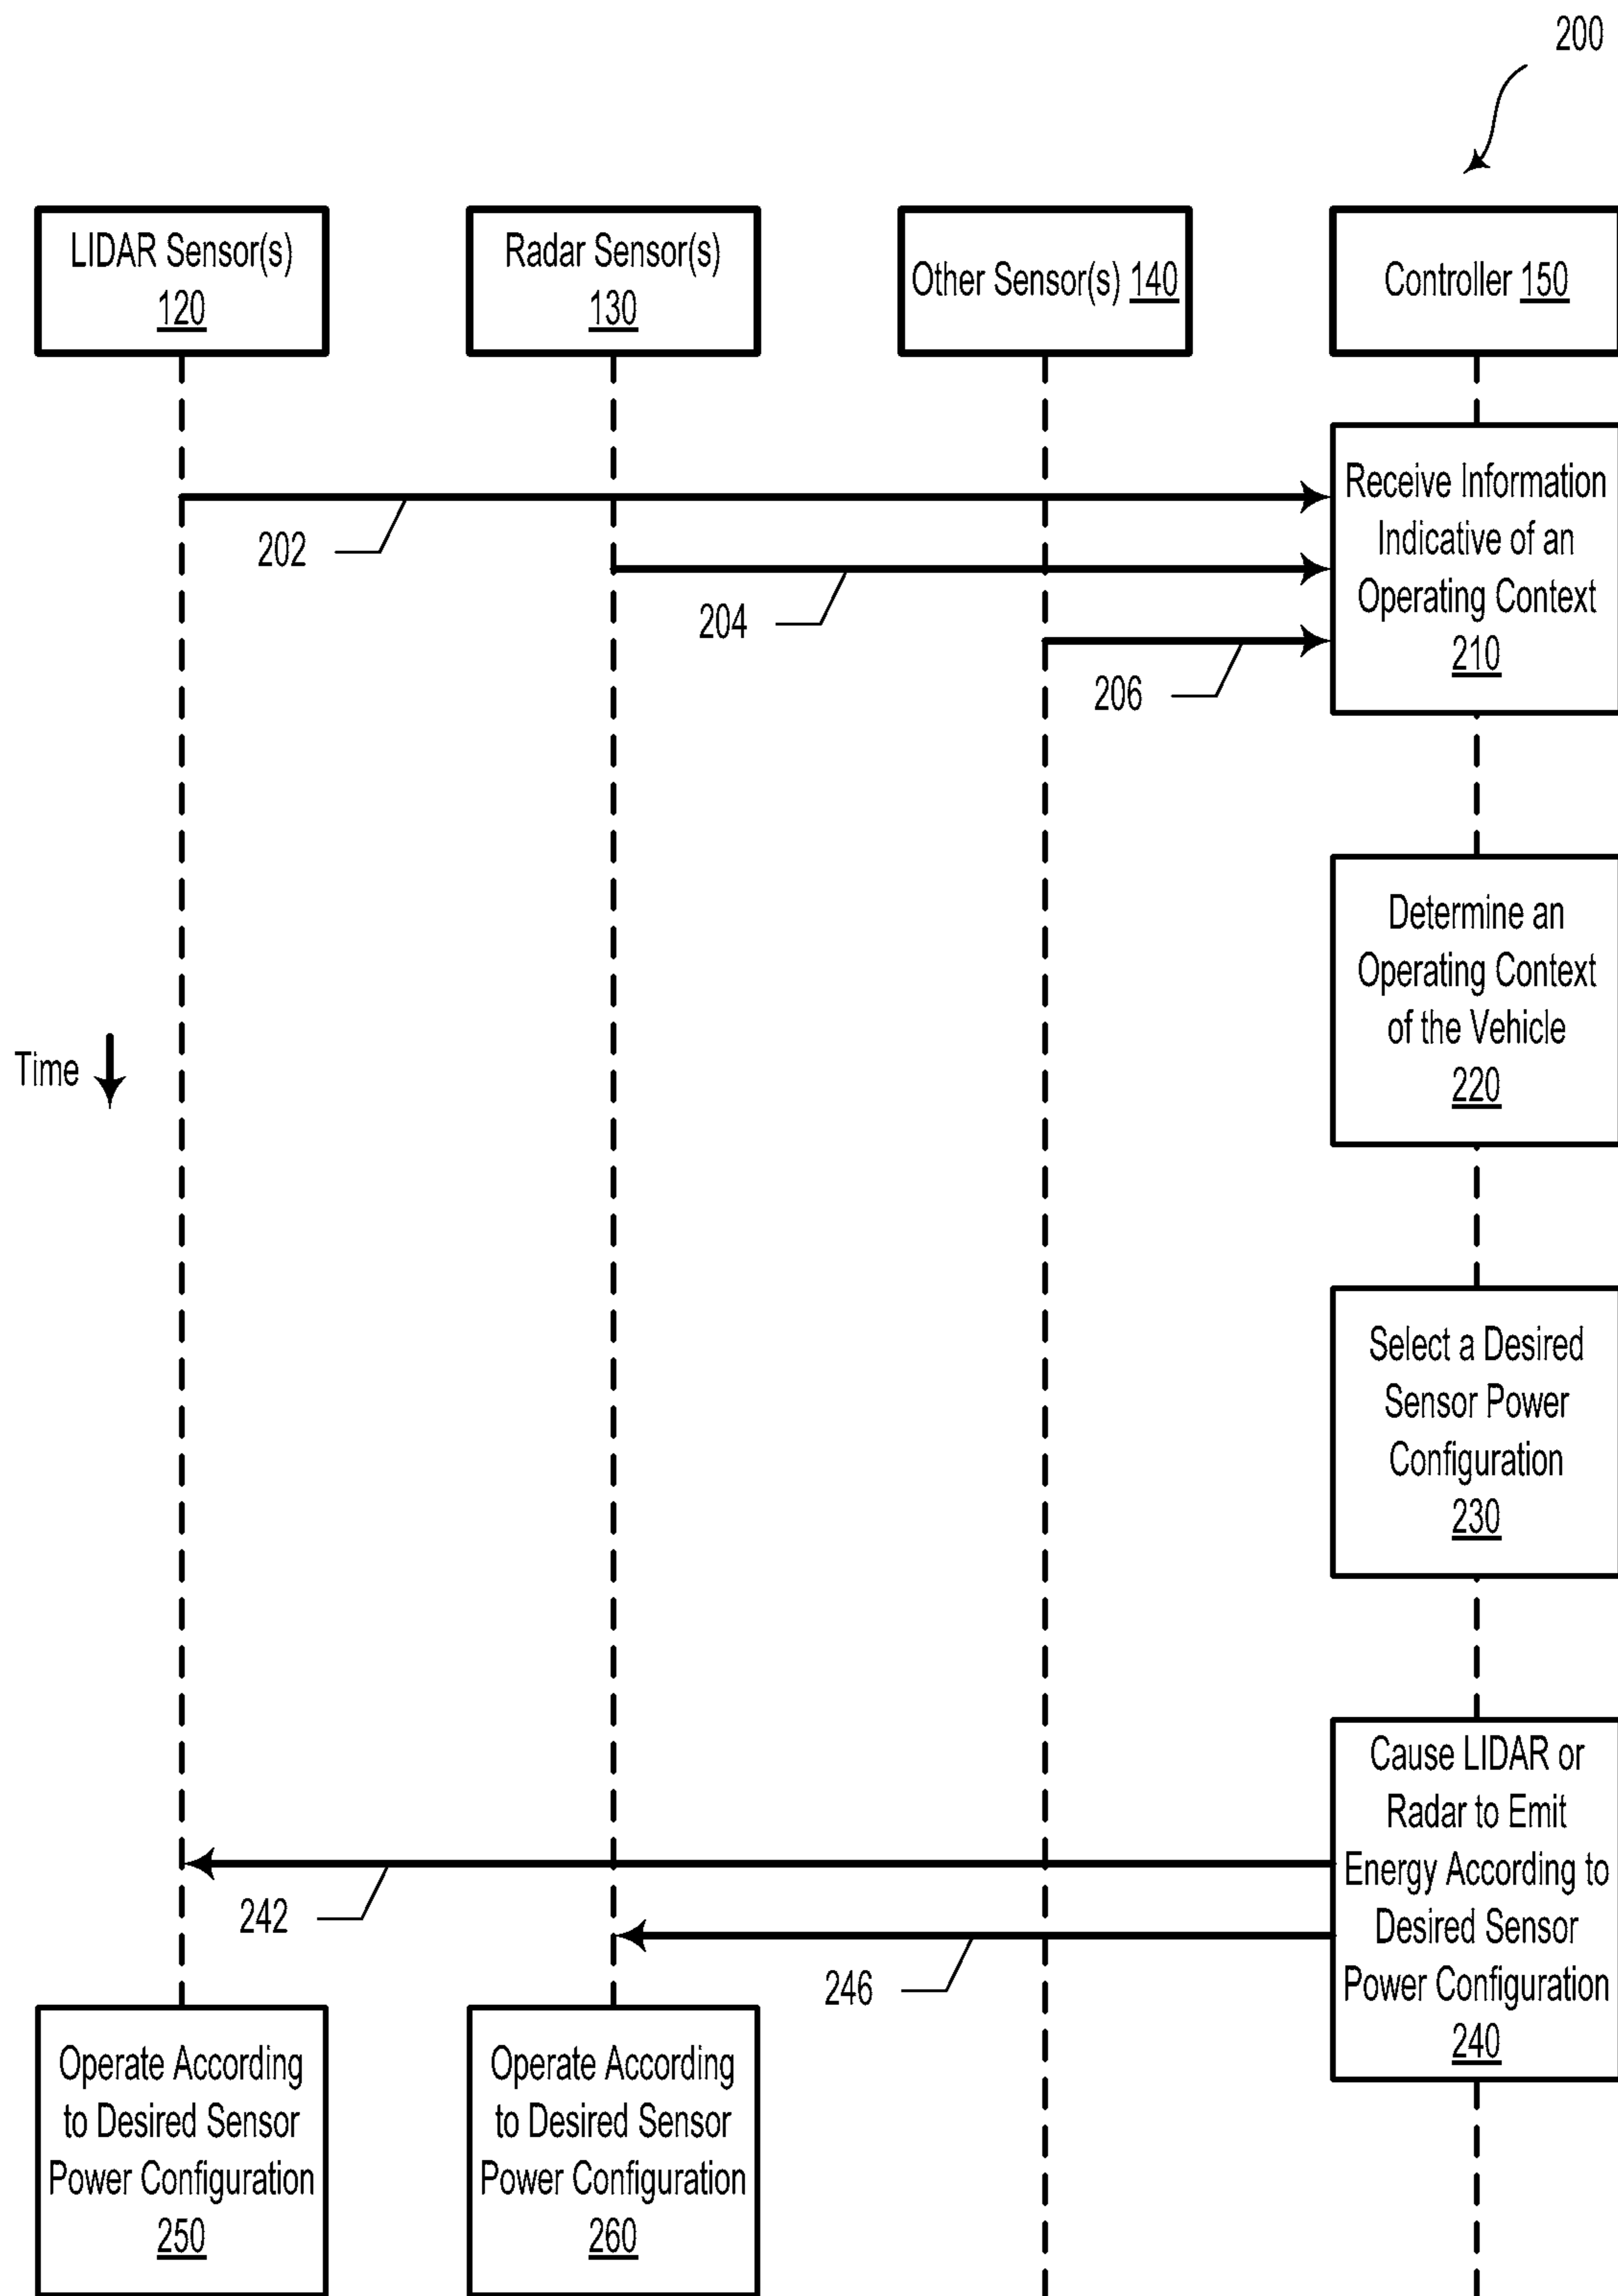 200
LIDAR Sensor(s)
120
Radar Sensor(s)
130
Other Sensor(s) 140
Controller 150
Receive Information
Indicative of an
Operating Context
210
202
204
206
Determine an
Operating Context
of the Vehicle
220
Time
Select a Desired
Sensor Power
Configuration
230
Cause LIDAR or
Radar to Emit
Energy According to
Desired Sensor
Power Configuration
240
242
246
Operate According
to Desired Sensor
Power Configuration
250
Operate According
to Desired Sensor
Power Configuration
260